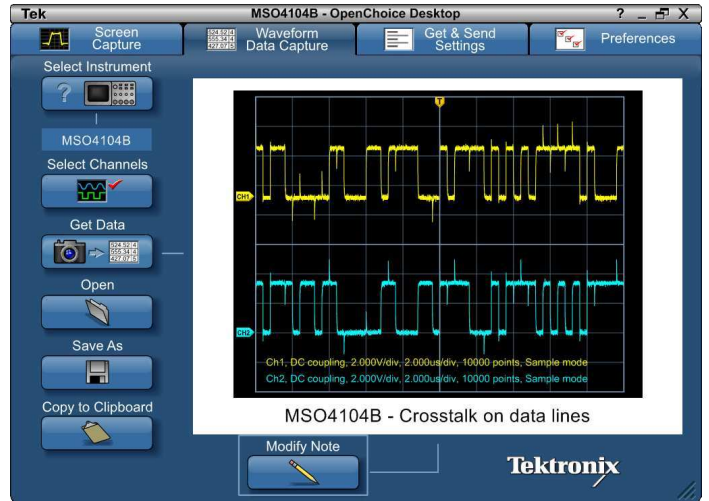 Tek
MSO4104B - OpenChoice Desktop
? _ X
Screen
Capture
Waveform
Data Capture
Get & Send
Settings
Preferences
Select Instrument
?
MSO4104B
Select Channels
Get Data
Open
Save As
Copy to Clipboard
T
CH1
CH2
Ch1, DC coupling, 2.000V/div, 2.000us/div, 10000 points, Sample mode
Ch2, DC coupling, 2.000V/div, 2.000us/div, 10000 points, Sample mode
MSO4104B - Crosstalk on data lines
Modify Note
Tektronix